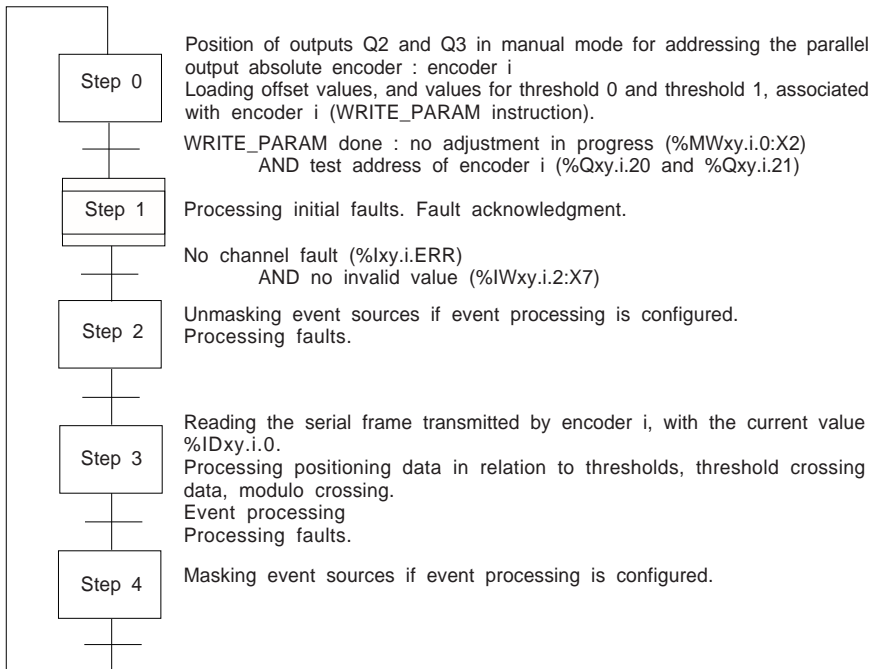 Step 0
Position of outputs Q2 and Q3 in manual mode for addressing the parallel
output absolute encoder : encoder i
Loading offset values, and values for threshold 0 and threshold 1, associated
with encoder i (WRITE_PARAM instruction).
WRITE_PARAM done : no adjustment in progress (%MWxy.i.0:X2)
AND test address of encoder i (%Qxy.i.20 and %Qxy.i.21)
Step 1
Processing initial faults. Fault acknowledgment.
No channel fault (%Ixy.i.ERR)
AND no invalid value (%IWxy.i.2:X7)
Step 2
Unmasking event sources if event processing is configured.
Processing faults.
Step 3
Reading the serial frame transmitted by encoder i, with the current value
%IDxy.i.0.
Processing positioning data in relation to thresholds, threshold crossing
data, modulo crossing.
Event processing
Processing faults.
Step 4
Masking event sources if event processing is configured.